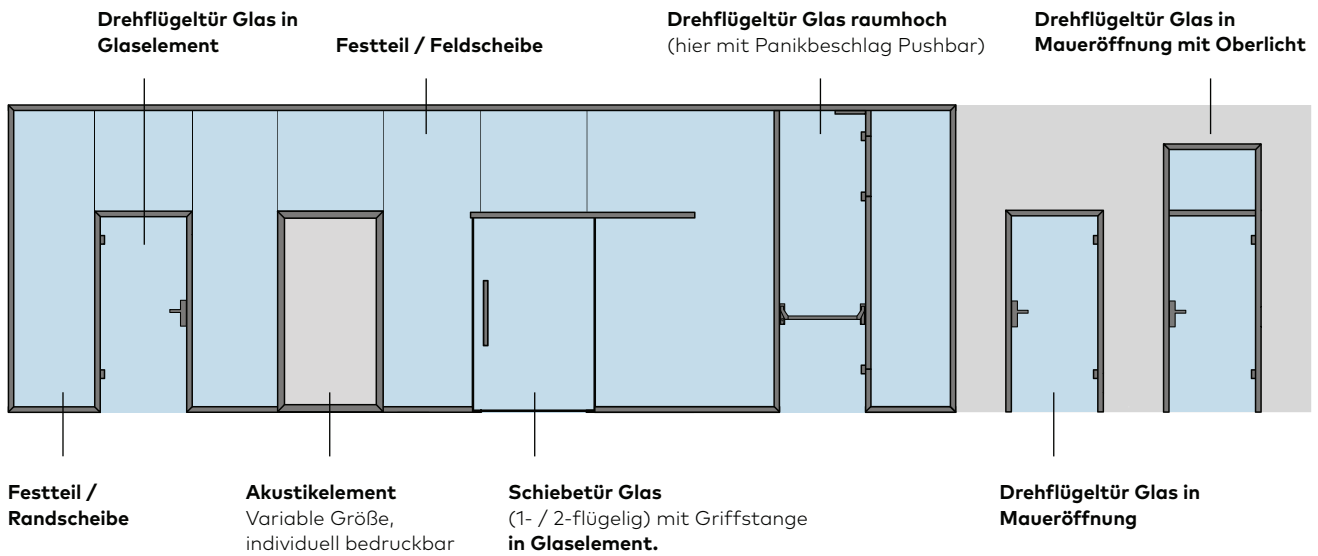 Drehflügeltür Glas in
Glaselement
Festteil / Feldscheibe
Drehflügeltür Glas raumhoch
(hier mit Panikbeschlag Pushbar)
Drehflügeltür Glas in
Maueröffnung mit Oberlicht
Festteil /
Randscheibe
Akustikelement
Variable Größe,
individuell bedruckbar
Schiebetür Glas
(1- / 2-flügelig) mit Griffstange
in Glaselement.
Drehflügeltür Glas in
Maueröffnung